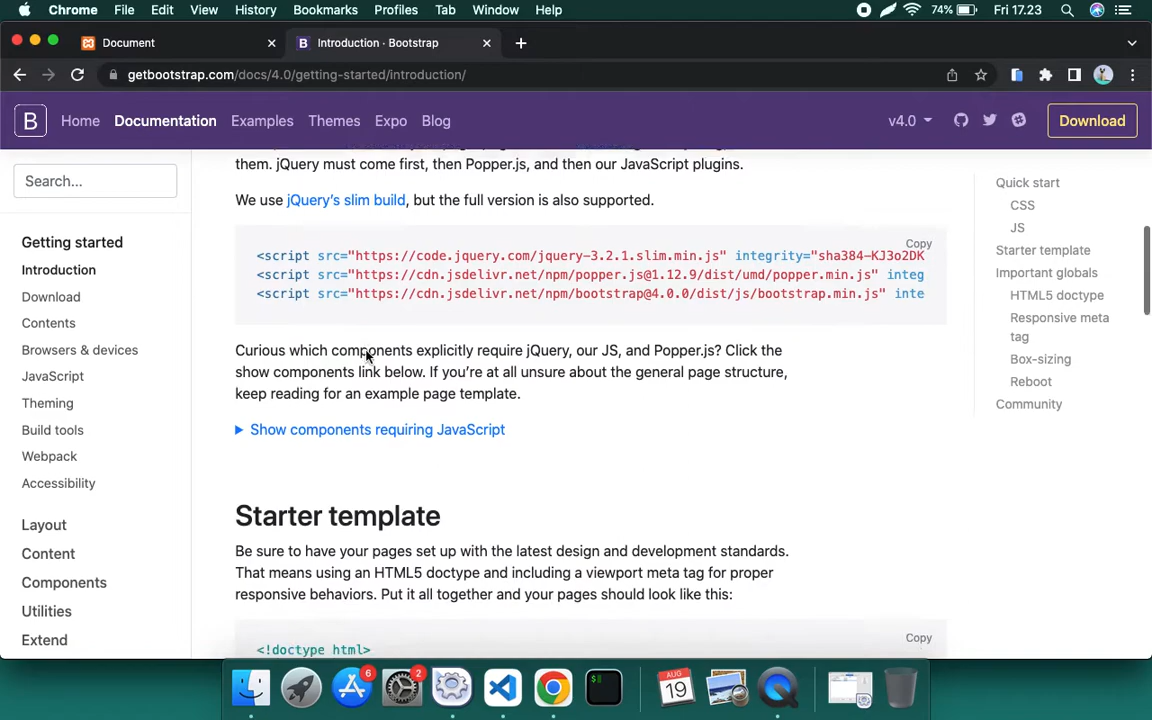 Chrome File Edit View History Bookmarks Profiles Tab Window Help 74% Fri 17.23
Document Introduction · Bootstrap
getbootstrap.com/docs/4.0/getting-started/introduction/
B Home Documentation Examples Themes Expo Blog v4.0 Download
Search...
Getting started
Introduction
Download
Contents
Browsers & devices
JavaScript
Theming
Build tools
Webpack
Accessibility
Layout
Content
Components
Utilities
Extend
them. jQuery must come first, then Popper.js, and then our JavaScript plugins.
We use jQuery's slim build, but the full version is also supported.
Copy
<script src="https://code.jquery.com/jquery-3.2.1.slim.min.js" integrity="sha384-KJ3o2DK
<script src="https://cdn.jsdelivr.net/npm/popper.js@1.12.9/dist/umd/popper.min.js" integ
<script src="https://cdn.jsdelivr.net/npm/bootstrap@4.0.0/dist/js/bootstrap.min.js" inte
Curious which components explicitly require jQuery, our JS, and Popper.js? Click the
show components link below. If you're at all unsure about the general page structure,
keep reading for an example page template.
Show components requiring JavaScript
Starter template
Be sure to have your pages set up with the latest design and development standards.
That means using an HTML5 doctype and including a viewport meta tag for proper
responsive behaviors. Put it all together and your pages should look like this:
Copy
<!doctype html>
Quick start
CSS
JS
Starter template
Important globals
HTML5 doctype
Responsive meta
tag
Box-sizing
Reboot
Community
6 2 AUG
19